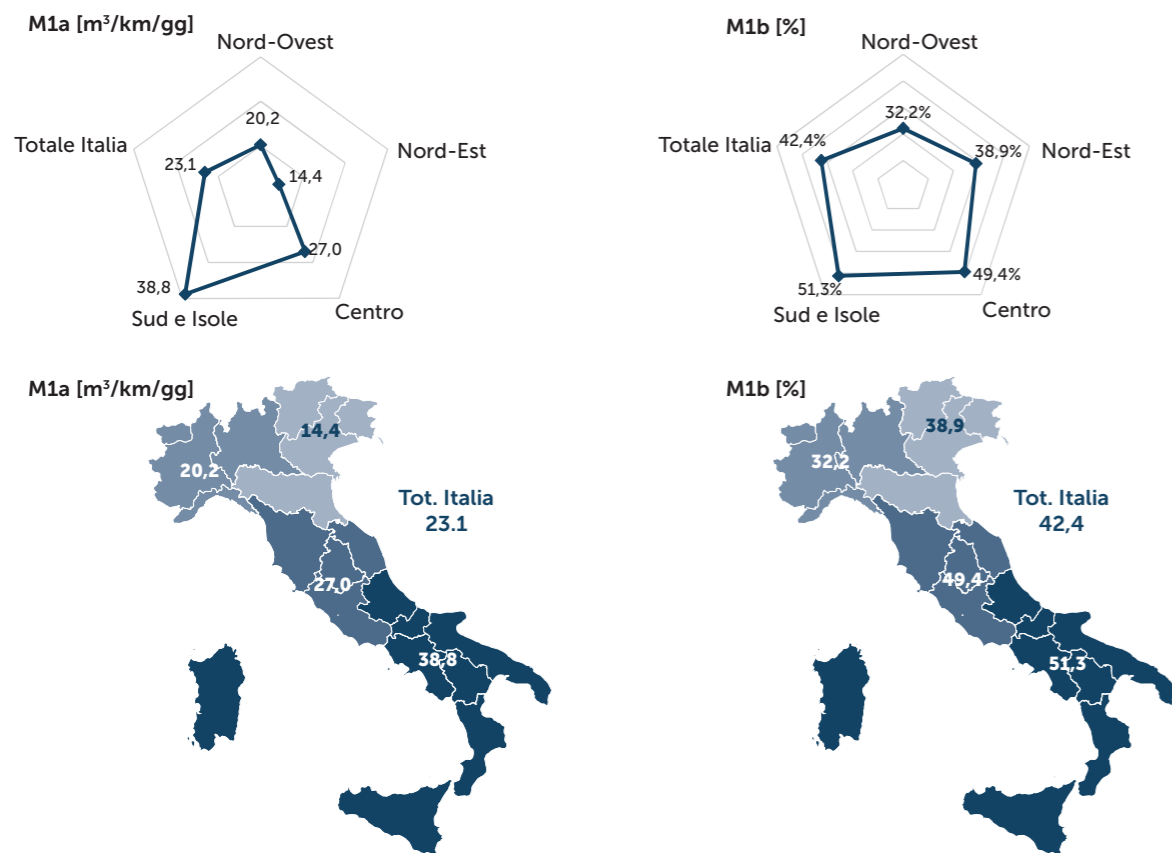 M1a [m³/km/gg]
Nord-Ovest
20,2
Totale Italia
23,1
14,4
Nord-Est
27,0
38,8
Sud e Isole
Centro
M1b [%]
Nord-Ovest
32,2%
Totale Italia
42,4%
38,9%
Nord-Est
49,4%
51,3%
Sud e Isole
Centro
M1a [m³/km/gg]
14,4
20,2
Tot. Italia
23.1
27,0
38,8
M1b [%]
38,9
32,2
Tot. Italia
42,4
49,4
51,3